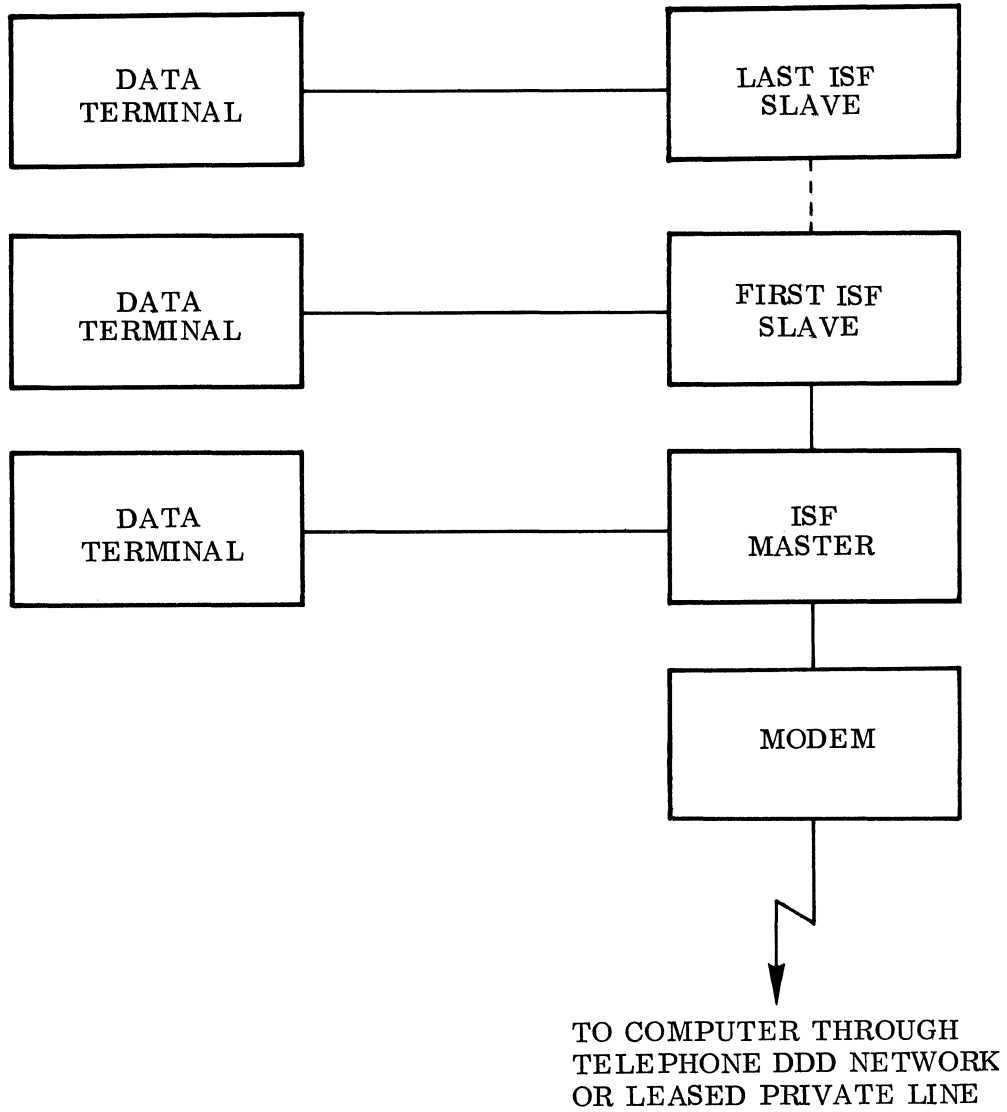 DATA
TERMINAL
LAST ISF
SLAVE
DATA
TERMINAL
FIRST ISF
SLAVE
DATA
TERMINAL
ISF
MASTER
MODEM
TO COMPUTER THROUGH
TELEPHONE DDD NETWORK
OR LEASED PRIVATE LINE